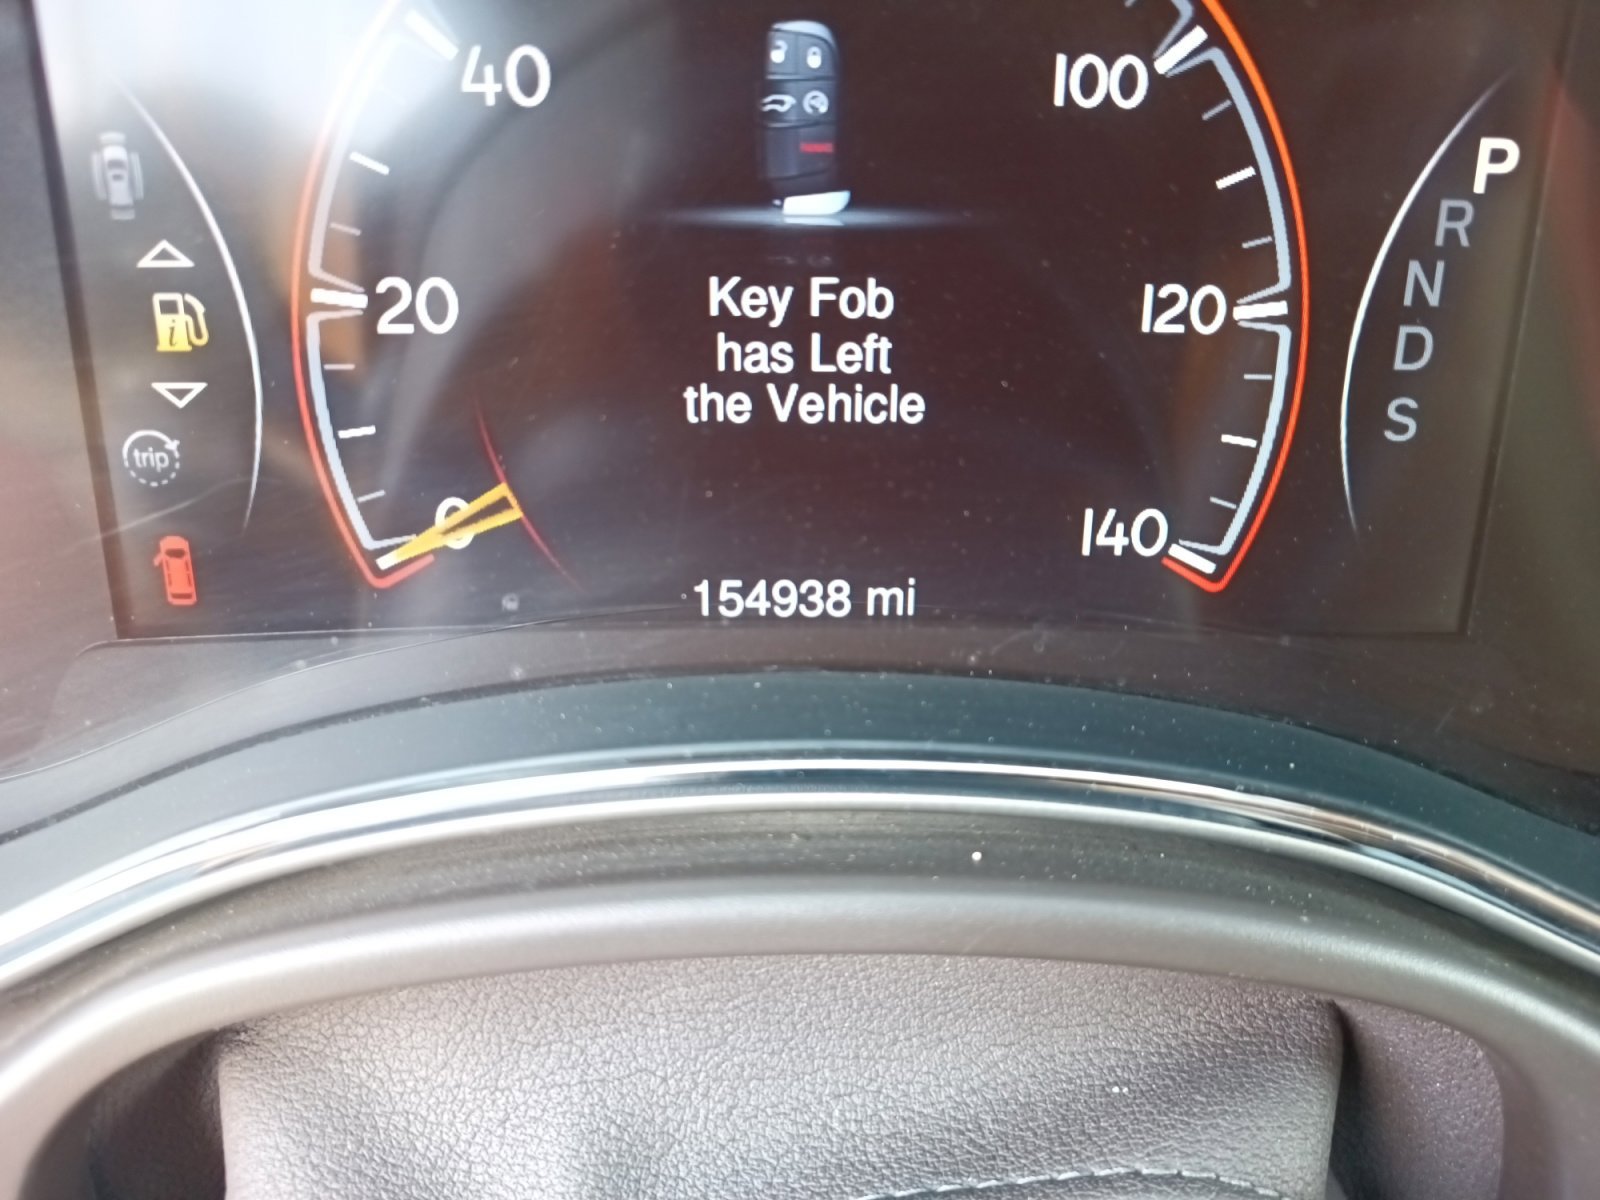 40
100
P
R
20
Key Fob
120
N
has Left
D
the Vehicle
S
trip
0
140
154938 mi